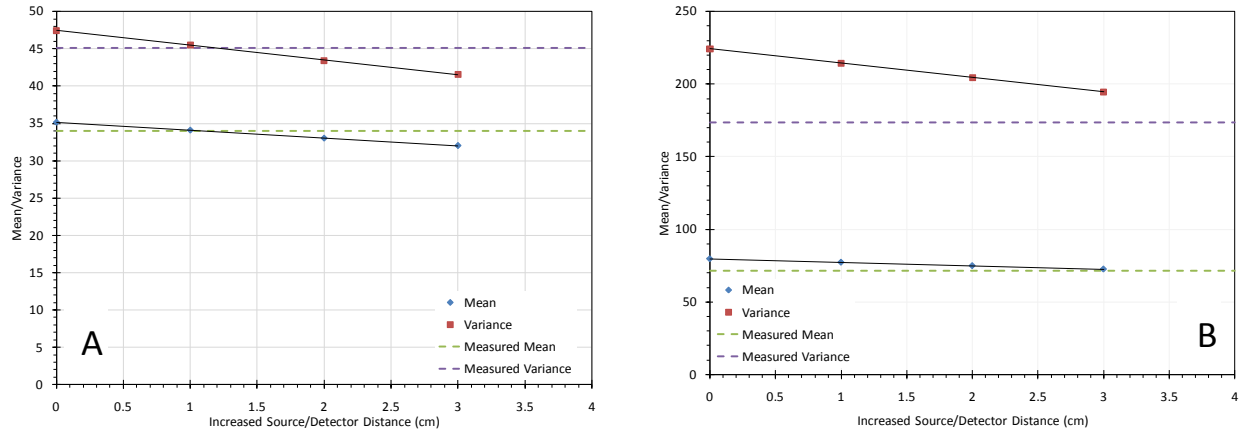 50
45
40
35
30
25
20
15
10
5
0
Mean/Variance
0 0.5 1 1.5 2 2.5 3 3.5 4
Increased Source/Detector Distance (cm)
A
Mean
Variance
Measured Mean
Measured Variance
250
200
150
100
50
0
Mean/Variance
0 0.5 1 1.5 2 2.5 3 3.5 4
Increased Source/Detector Distance (cm)
Mean
Variance
Measured Mean
Measured Variance
B